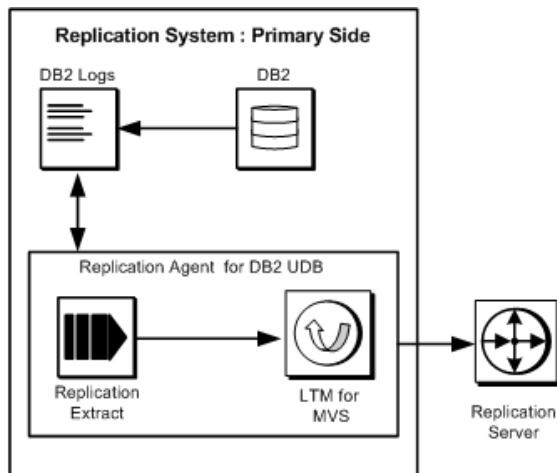 Replication System : Primary Side
DB2 Logs
DB2
Replication Agent for DB2 UDB
Replication
Extract
LTM for
MVS
Replication
Server